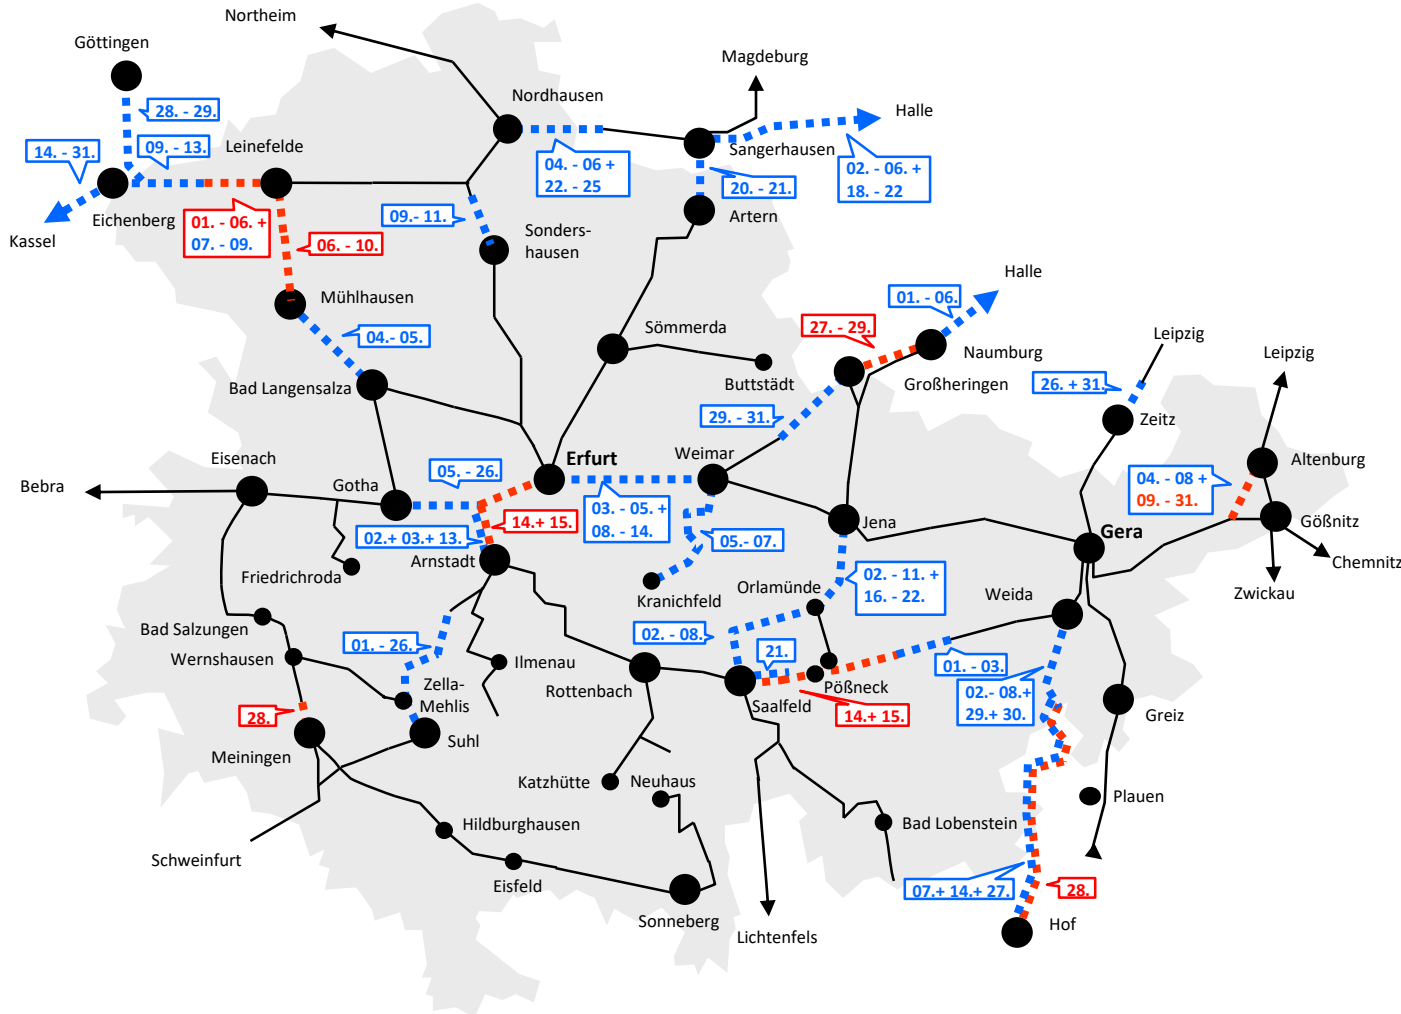 Northeim
Göttingen
Magdeburg
Nordhausen
Halle
28. - 29.
14. - 31.
09. - 13.
Leinefelde
Sangerhausen
04. - 06 +
22. - 25
02. - 06. +
18. - 22
20. - 21.
Eichenberg
Kassel
01. - 06. +
07. - 09.
09.- 11.
06. - 10.
Artern
Sonders-
hausen
Halle
Mühlhausen
01. - 06.
27. - 29.
Sömmerda
04.- 05.
Leipzig
Leipzig
Naumburg
Großheringen
Buttstädt
Bad Langensalza
26. + 31.
29. - 31.
Zeitz
Eisenach
Erfurt
Weimar
Altenburg
05. - 26.
Gotha
04. - 08 +
09. - 31.
Bebra
03. - 05. +
08. - 14.
14.+ 15.
02.+ 03.+ 13.
05.- 07.
Jena
Gera
Gößnitz
Chemnitz
Arnstadt
Friedrichroda
Kranichfeld
Orlamünde
02. - 11. +
16. - 22.
Weida
Zwickau
Bad Salzungen
Wernshausen
01. - 26.
02. - 08.
21.
01. - 03.
Ilmenau
Rottenbach
Zella-
Mehlis
Saalfeld
Pößneck
02.- 08.+
29.+ 30.
28.
14.+ 15.
Greiz
Meiningen
Suhl
Katzhütte
Neuhaus
Plauen
Hildburghausen
Bad Lobenstein
Schweinfurt
Eisfeld
07.+ 14.+ 27.
28.
Sonneberg
Hof
Lichtenfels